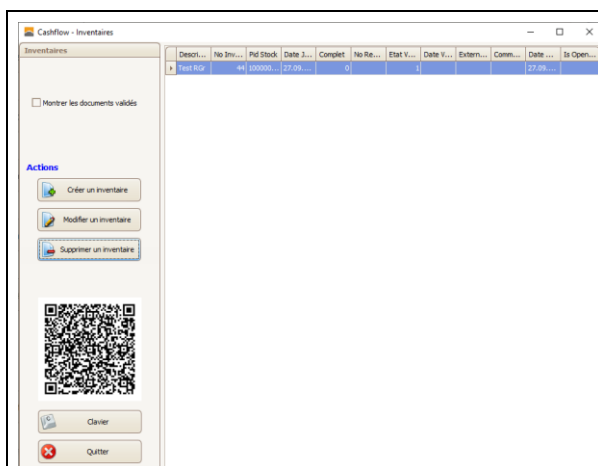 Cashflow - Inventaires
Inventaires
Descri... No Inv... Pid Stock Date J... Complet No Re... Etat V... Date V... Extern... Comm... Date ... Is Open...
Test RGr 44 100000... 27.09.... 0 1 27.09....
Montrer les documents validés
Actions
Créer un inventaire
Modifier un inventaire
Supprimer un inventaire
Clavier
Quitter